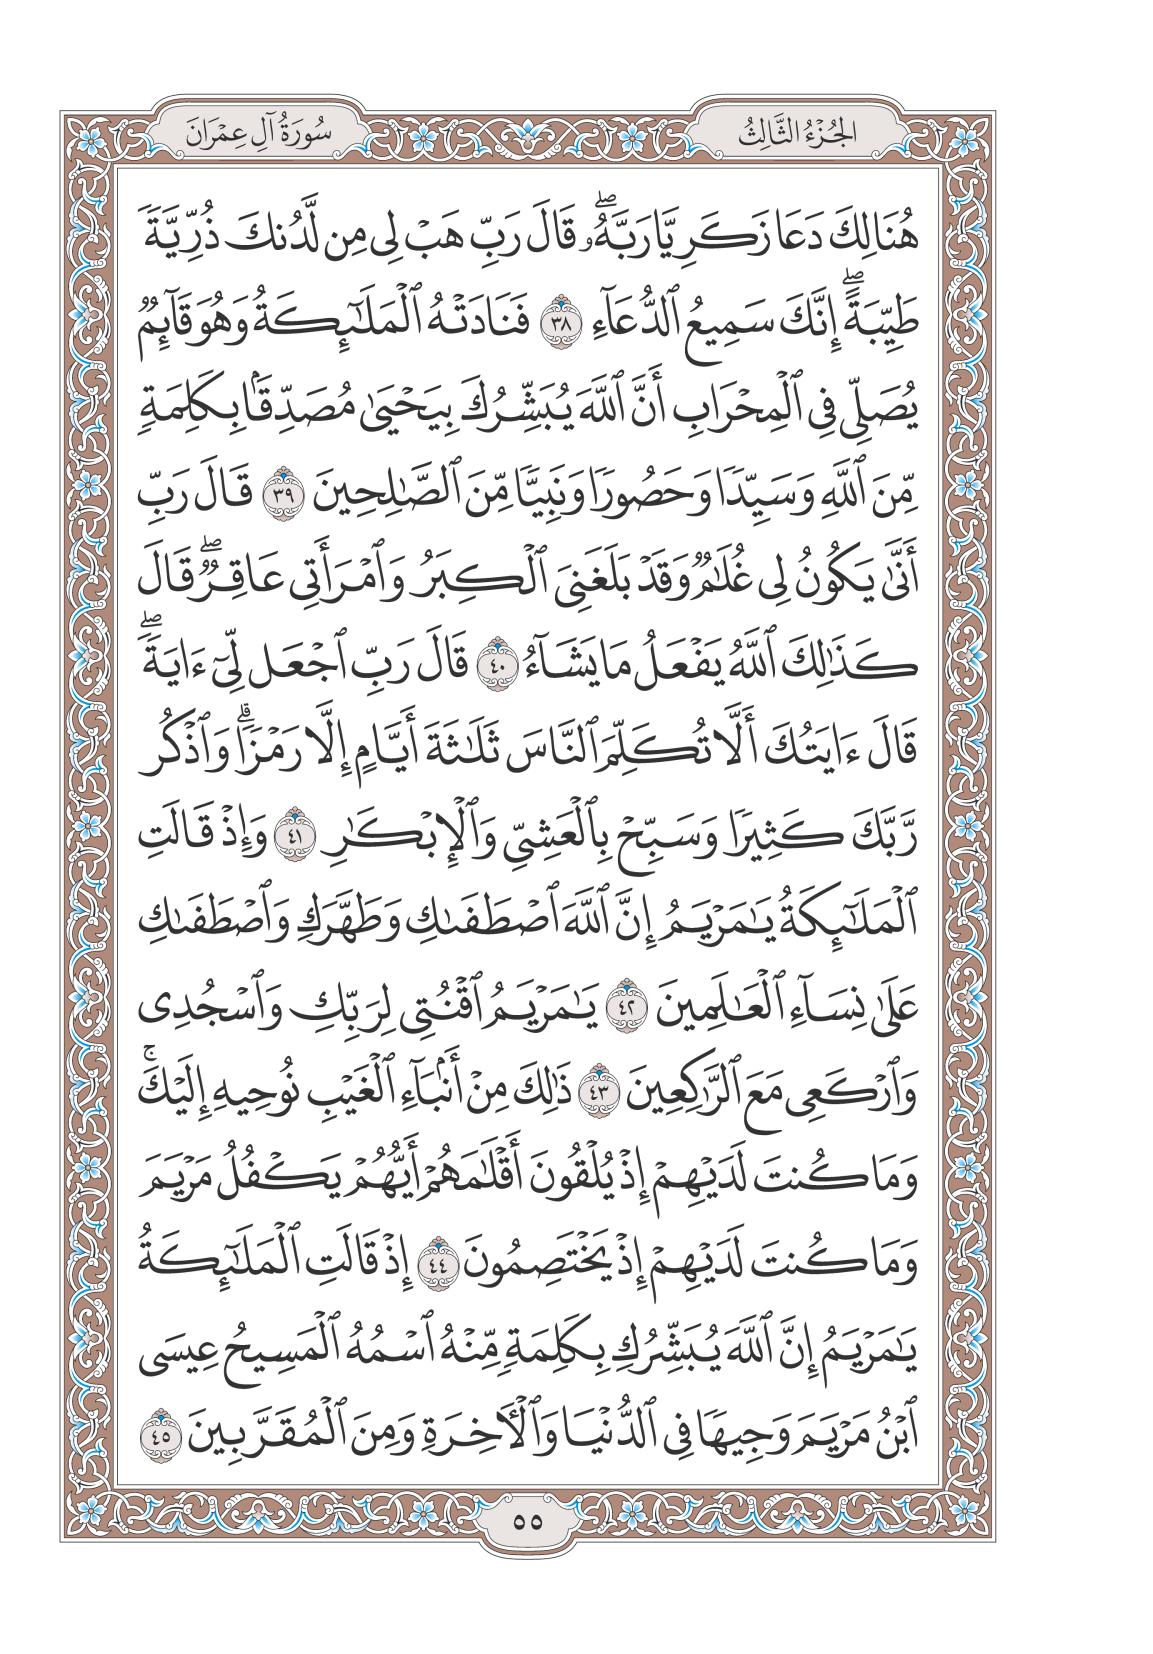 الجُزْءُ الثَّالِثُ
سُورَةُ آلِ عِمْرَانَ
هُنَالِكَ دَعَا زَكَرِيَّا رَبَّهُۥۖ قَالَ رَبِّ هَبْ لِى مِن لَّدُنكَ ذُرِّيَّةً
طَيِّبَةًۖ إِنَّكَ سَمِيعُ ٱلدُّعَآءِ ٣٨ فَنَادَتْهُ ٱلْمَلَٰٓئِكَةُ وَهُوَ قَآئِمٌ
يُصَلِّى فِى ٱلْمِحْرَابِ أَنَّ ٱللَّهَ يُبَشِّرُكَ بِيَحْيَىٰ مُصَدِّقًۢا بِكَلِمَةٍ
مِّنَ ٱللَّهِ وَسَيِّدًا وَحَصُورًا وَنَبِيًّا مِّنَ ٱلصَّٰلِحِينَ ٣٩ قَالَ رَبِّ
أَنَّىٰ يَكُونُ لِى غُلَٰمٌ وَقَدْ بَلَغَنِىَ ٱلْكِبَرُ وَٱمْرَأَتِى عَاقِرٌۖ قَالَ
كَذَٰلِكَ ٱللَّهُ يَفْعَلُ مَا يَشَآءُ ٤٠ قَالَ رَبِّ ٱجْعَل لِّىٓ ءَايَةًۖ
قَالَ ءَايَتُكَ أَلَّا تُكَلِّمَ ٱلنَّاسَ ثَلَٰثَةَ أَيَّامٍ إِلَّا رَمْزًاۗ وَٱذْكُر
رَّبَّكَ كَثِيرًا وَسَبِّحْ بِٱلْعَشِىِّ وَٱلْإِبْكَٰرِ ٤١ وَإِذْ قَالَتِ
ٱلْمَلَٰٓئِكَةُ يَٰمَرْيَمُ إِنَّ ٱللَّهَ ٱصْطَفَىٰكِ وَطَهَّرَكِ وَٱصْطَفَىٰكِ
عَلَىٰ نِسَآءِ ٱلْعَٰلَمِينَ ٤٢ يَٰمَرْيَمُ ٱقْنُتِى لِرَبِّكِ وَٱسْجُدِى
وَٱرْكَعِى مَعَ ٱلرَّٰكِعِينَ ٤٣ ذَٰلِكَ مِنْ أَنۢبَآءِ ٱلْغَيْبِ نُوحِيهِ إِلَيْكَۚ
وَمَا كُنتَ لَدَيْهِمْ إِذْ يُلْقُونَ أَقْلَٰمَهُمْ أَيُّهُمْ يَكْفُلُ مَرْيَمَ
وَمَا كُنتَ لَدَيْهِمْ إِذْ يَخْتَصِمُونَ ٤٤ إِذْ قَالَتِ ٱلْمَلَٰٓئِكَةُ
يَٰمَرْيَمُ إِنَّ ٱللَّهَ يُبَشِّرُكِ بِكَلِمَةٍ مِّنْهُ ٱسْمُهُ ٱلْمَسِيحُ عِيسَى
ٱبْنُ مَرْيَمَ وَجِيهًا فِى ٱلدُّنْيَا وَٱلْءَاخِرَةِ وَمِنَ ٱلْمُقَرَّبِينَ ٤٥
٥٥